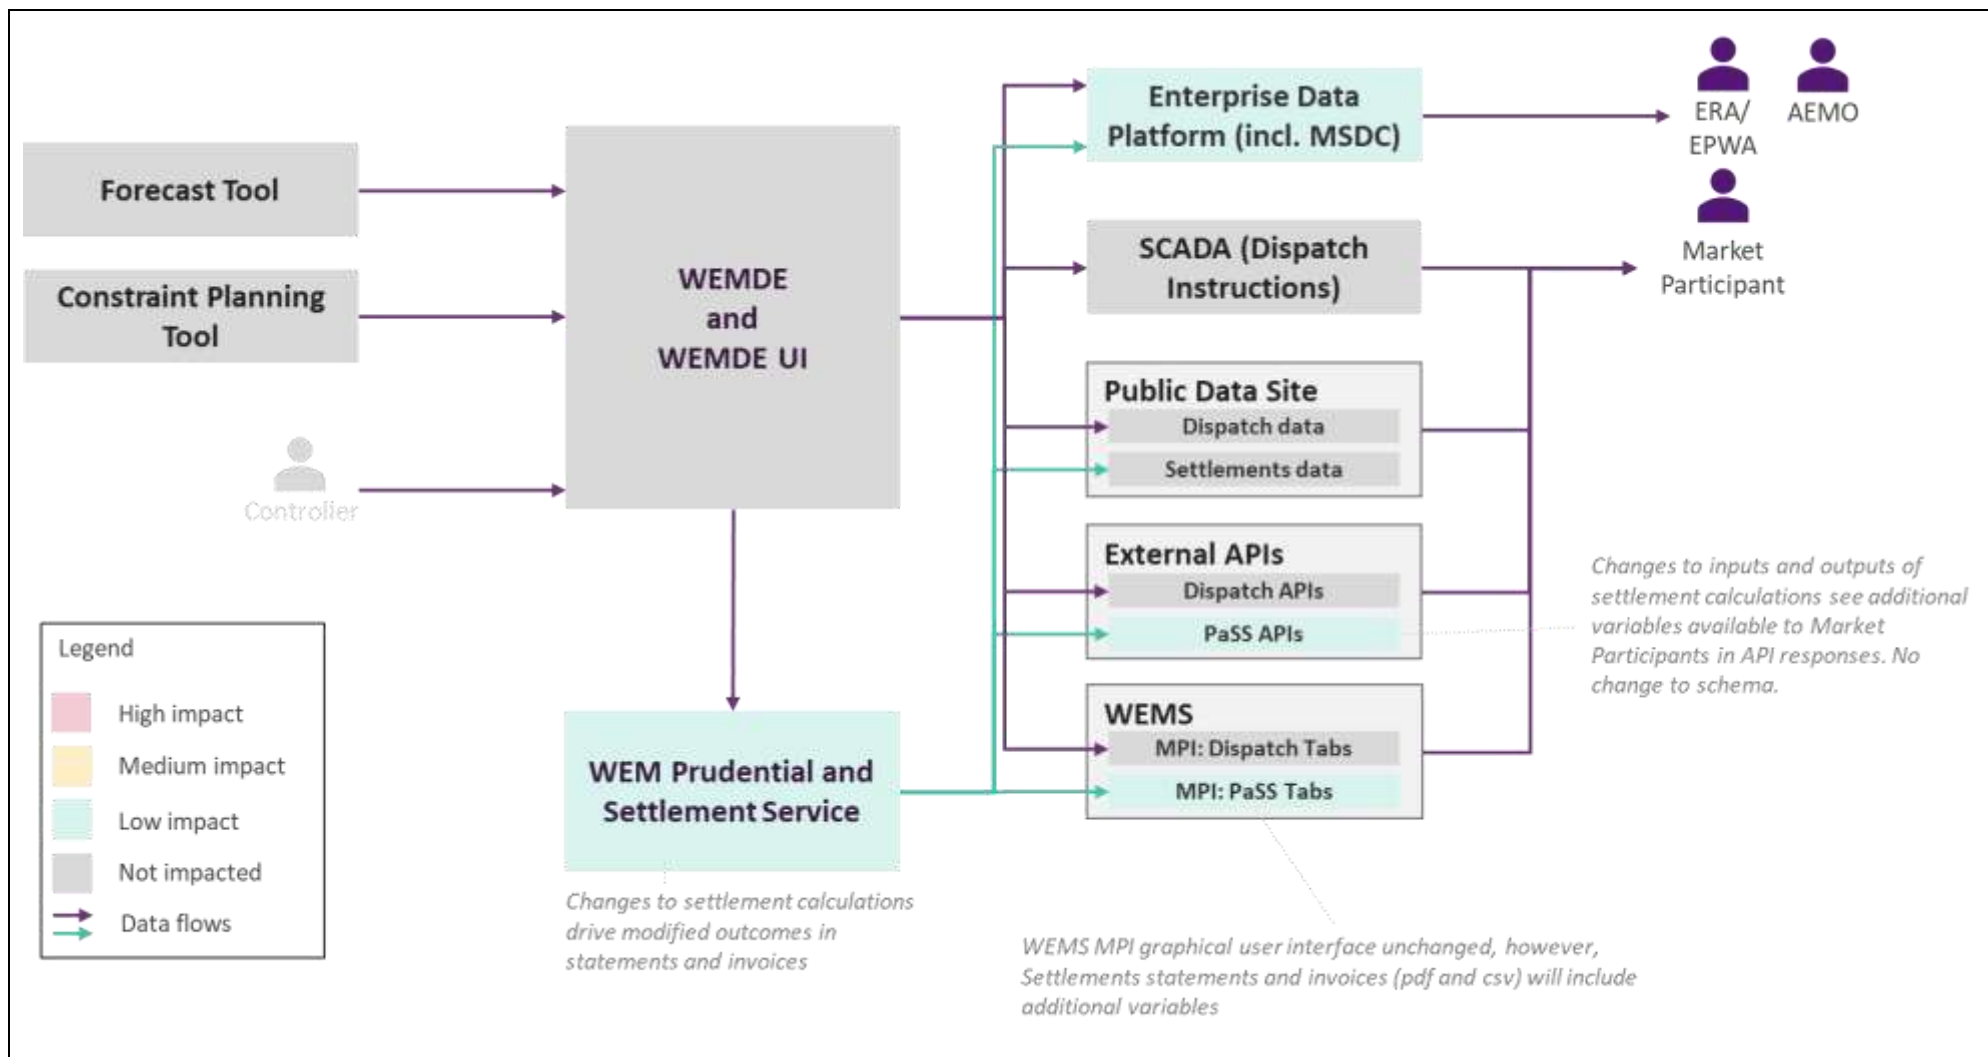 Forecast Tool
Constraint Planning
Tool
Controller
WEMDE
and
WEMDE UI
WEM Prudential and
Settlement Service
Changes to settlement calculations
drive modified outcomes in
statements and invoices
Enterprise Data
Platform (incl. MSDC)
SCADA (Dispatch
Instructions)
Public Data Site
Dispatch data
Settlements data
External APIs
Dispatch APIs
PaSS APIs
WEMS
MPI: Dispatch Tabs
MPI: PaSS Tabs
WEMS MPI graphical user interface unchanged, however,
Settlements statements and invoices (pdf and csv) will include
additional variables
ERA/
EPWA
AEMO
Market
Participant
Changes to inputs and outputs of
settlement calculations see additional
variables available to Market
Participants in API responses. No
change to schema.
Legend
High impact
Medium impact
Low impact
Not impacted
Data flows